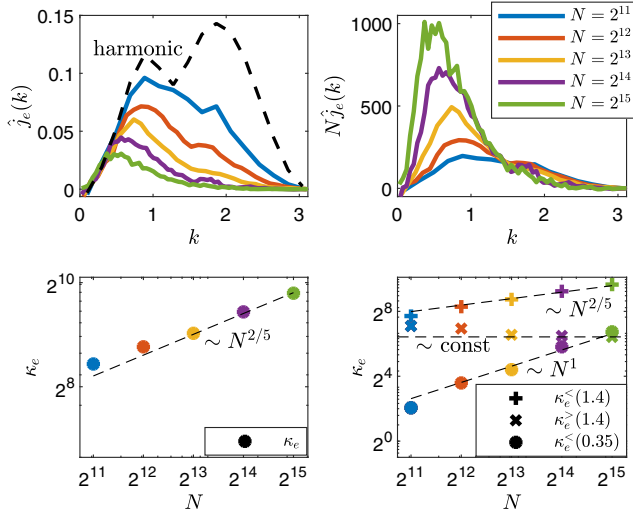 0.15
0.1
0.05
0
ĵ_e(k)
harmonic
0 1 2 3
k
1000
500
0
Nĵ_e(k)
0 1 2 3
k
N = 2^11
N = 2^12
N = 2^13
N = 2^14
N = 2^15
2^10
2^8
κ_e
~ N^{2/5}
κ_e
2^11 2^12 2^13 2^14 2^15
N
2^8
2^4
2^0
κ_e
~ N^{2/5}
~ const
~ N^1
κ_e^<(1.4)
κ_e^>(1.4)
κ_e^<(0.35)
2^11 2^12 2^13 2^14 2^15
N